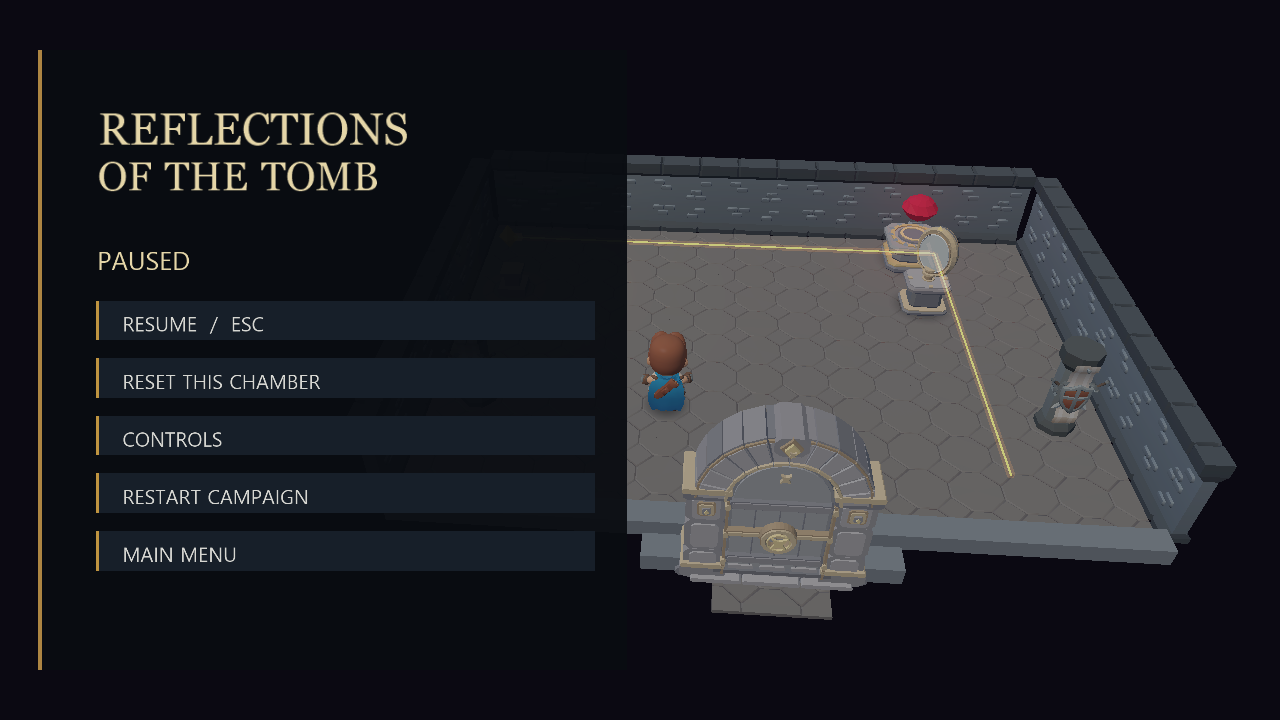 REFLECTIONS
OF THE TOMB
PAUSED
RESUME / ESC
RESET THIS CHAMBER
CONTROLS
RESTART CAMPAIGN
MAIN MENU